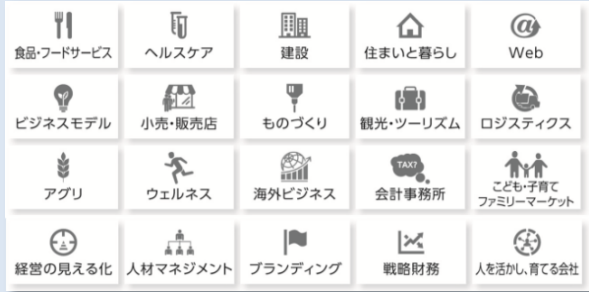 食品・フードサービス
ヘルスケア
建設
住まいと暮らし
@
Web
ビジネスモデル
小売・販売店
ものづくり
観光・ツーリズム
ロジスティクス
アグリ
ウェルネス
海外ビジネス
TAX?
会計事務所
こども・子育て
ファミリーマーケット
経営の見える化
人材マネジメント
ブランディング
戦略財務
人を活かし、育てる会社